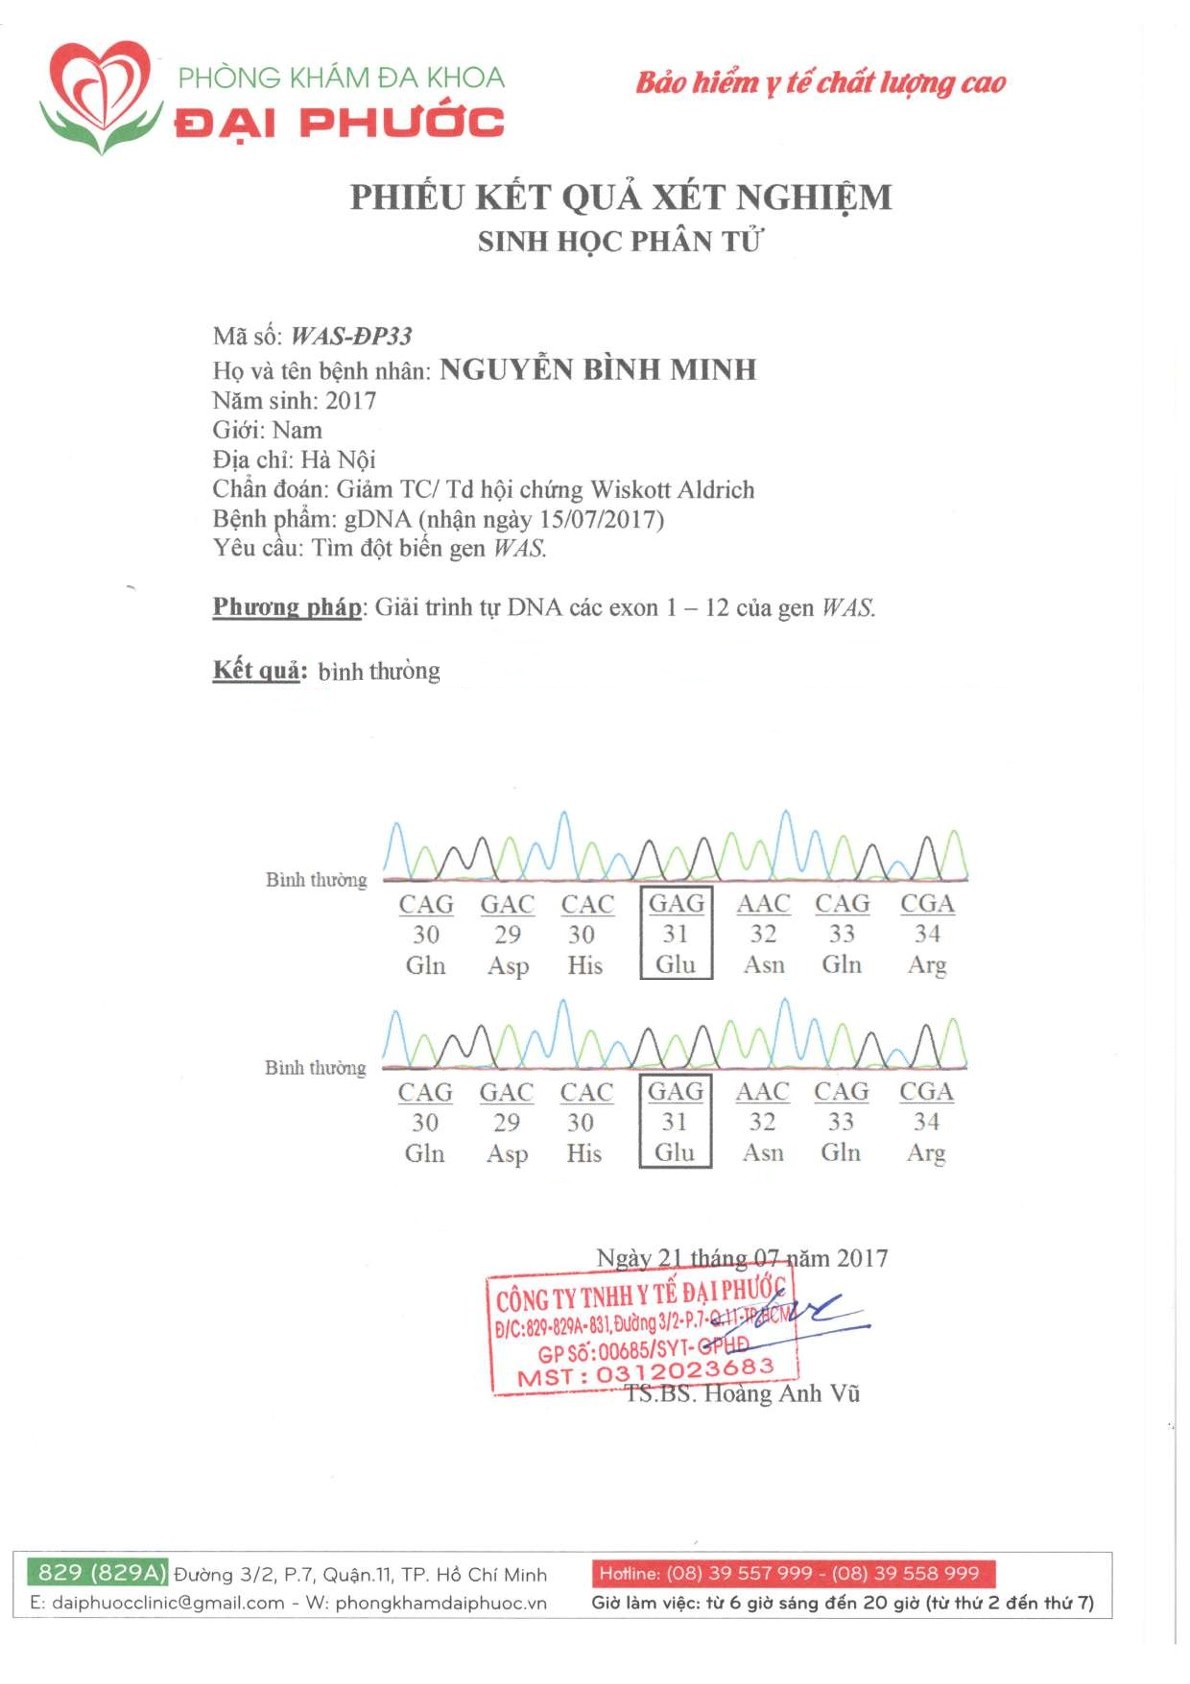 PHÒNG KHÁM ĐA KHOA
ĐẠI PHƯỚC
Bảo hiểm y tế chất lượng cao
PHIẾU KẾT QUẢ XÉT NGHIỆM
SINH HỌC PHÂN TỬ
Mã số: WAS-ĐP33
Họ và tên bệnh nhân: NGUYỄN BÌNH MINH
Năm sinh: 2017
Giới: Nam
Địa chỉ: Hà Nội
Chẩn đoán: Giảm TC/ Td hội chứng Wiskott Aldrich
Bệnh phẩm: gDNA (nhận ngày 15/07/2017)
Yêu cầu: Tìm đột biến gen WAS.
Phương pháp: Giải trình tự DNA các exon 1 – 12 của gen WAS.
Kết quả: bình thường
Bình thường
CAG GAC CAC GAG AAC CAG CGA
30 29 30 31 32 33 34
Gln Asp His Glu Asn Gln Arg
Bình thường
CAG GAC CAC GAG AAC CAG CGA
30 29 30 31 32 33 34
Gln Asp His Glu Asn Gln Arg
Ngày 21 tháng 07 năm 2017
CÔNG TY TNHH Y TẾ ĐẠI PHƯỚC
Đ/C:829-829A-831, Đường 3/2-P.7-Q.11-TP.HCM
GP Số:00685/SYT-GPHĐ
MST : 0312023683
TS.BS. Hoàng Anh Vũ
829 (829A) Đường 3/2, P.7, Quận.11, TP. Hồ Chí Minh
E: daiphuocclinic@gmail.com - W: phongkhamdaiphuoc.vn
Hotline: (08) 39 557 999 - (08) 39 558 999
Giờ làm việc: từ 6 giờ sáng đến 20 giờ (từ thứ 2 đến thứ 7)